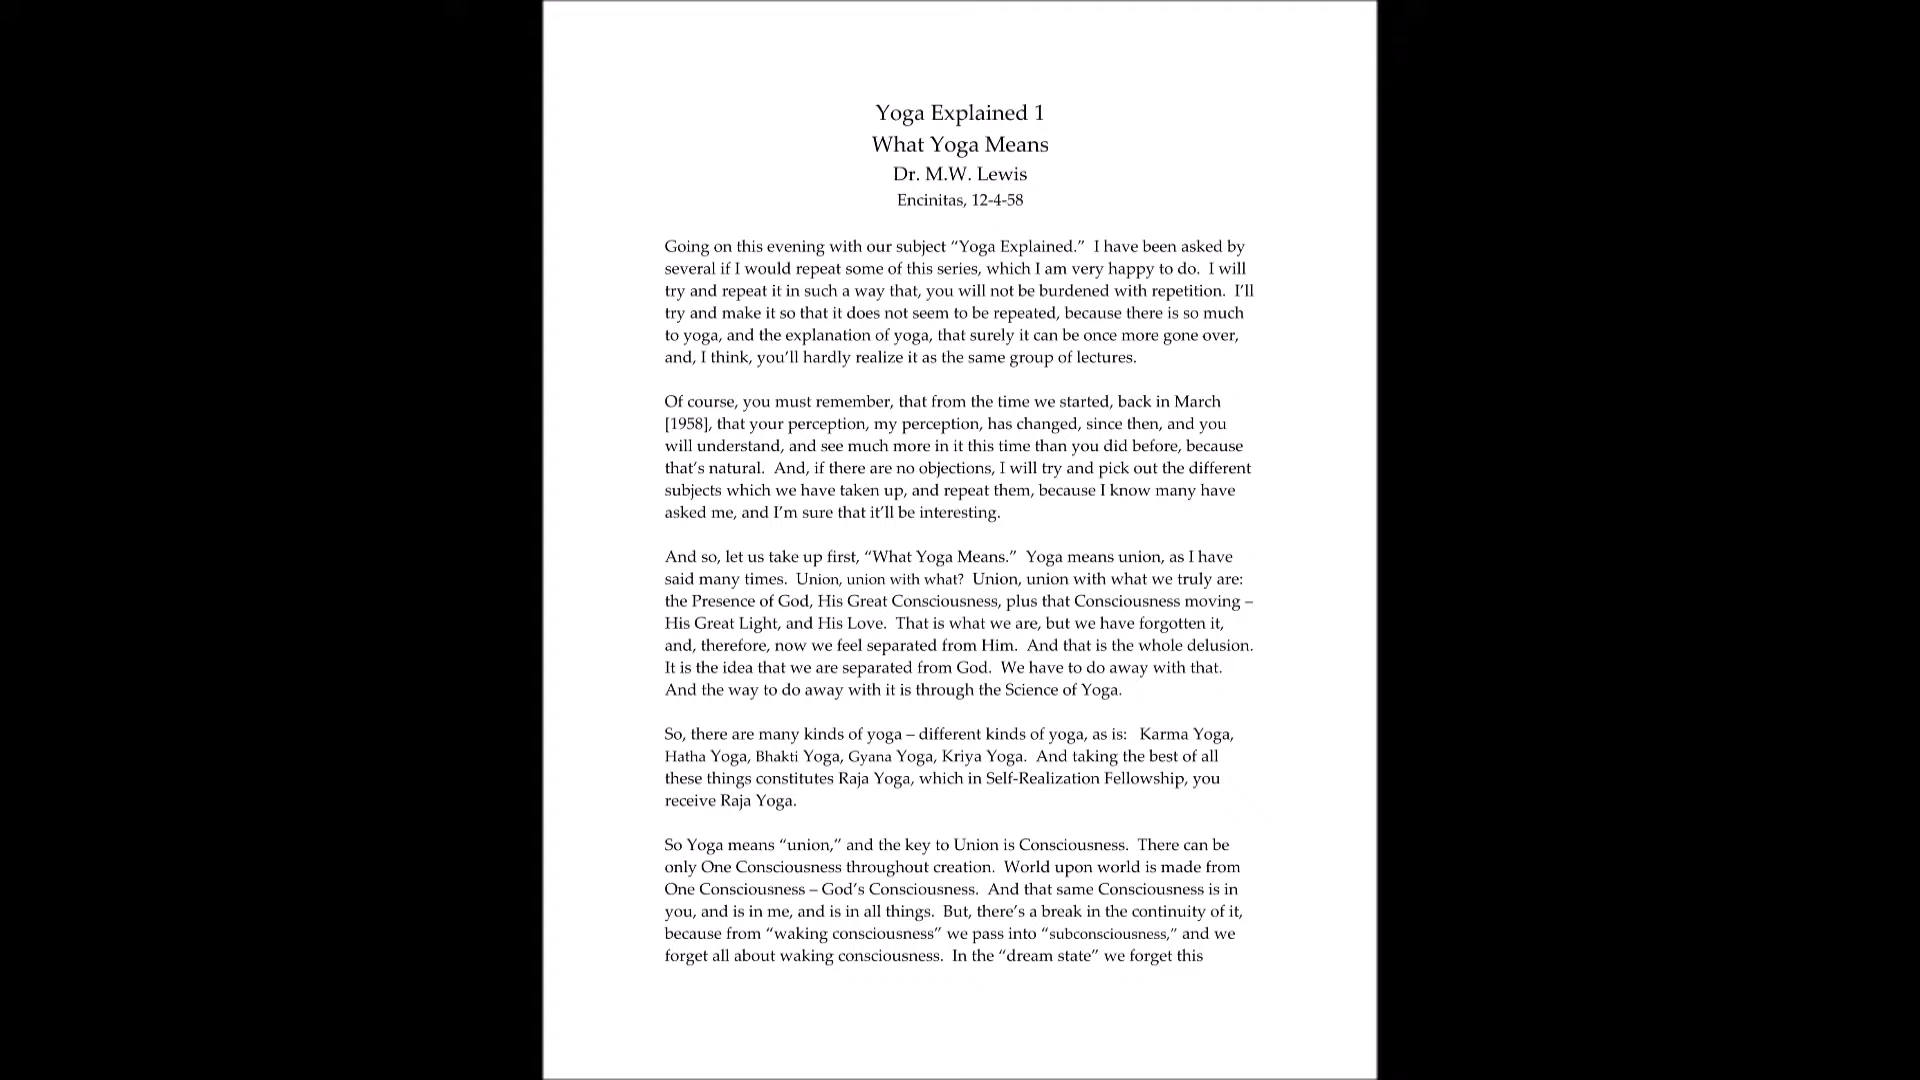 Yoga Explained 1
What Yoga Means
Dr. M.W. Lewis
Encinitas, 12-4-58
Going on this evening with our subject “Yoga Explained.”  I have been asked by
several if I would repeat some of this series, which I am very happy to do.  I will
try and repeat it in such a way that, you will not be burdened with repetition.  I’ll
try and make it so that it does not seem to be repeated, because there is so much
to yoga, and the explanation of yoga, that surely it can be once more gone over,
and, I think, you’ll hardly realize it as the same group of lectures.
Of course, you must remember, that from the time we started, back in March
[1958], that your perception, my perception, has changed, since then, and you
will understand, and see much more in it this time than you did before, because
that’s natural.  And, if there are no objections, I will try and pick out the different
subjects which we have taken up, and repeat them, because I know many have
asked me, and I’m sure that it’ll be interesting.
And so, let us take up first, “What Yoga Means.”  Yoga means union, as I have
said many times.  Union, union with what?  Union, union with what we truly are:
the Presence of God, His Great Consciousness, plus that Consciousness moving –
His Great Light, and His Love.  That is what we are, but we have forgotten it,
and, therefore, now we feel separated from Him.  And that is the whole delusion.
It is the idea that we are separated from God.  We have to do away with that.
And the way to do away with it is through the Science of Yoga.
So, there are many kinds of yoga – different kinds of yoga, as is:   Karma Yoga,
Hatha Yoga, Bhakti Yoga, Gyana Yoga, Kriya Yoga.  And taking the best of all
these things constitutes Raja Yoga, which in Self-Realization Fellowship, you
receive Raja Yoga.
So Yoga means “union,” and the key to Union is Consciousness.  There can be
only One Consciousness throughout creation.  World upon world is made from
One Consciousness – God’s Consciousness.  And that same Consciousness is in
you, and is in me, and is in all things.  But, there’s a break in the continuity of it,
because from “waking consciousness” we pass into “subconsciousness,” and we
forget all about waking consciousness.  In the “dream state” we forget this